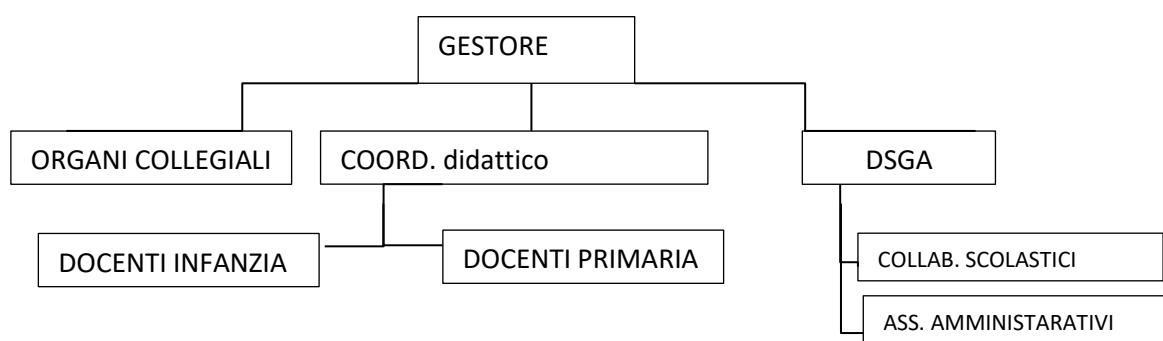 GESTORE
ORGANI COLLEGIALI
COORD. didattico
DSGA
DOCENTI INFANZIA
DOCENTI PRIMARIA
COLLAB. SCOLASTICI
ASS. AMMINISTARATIVI